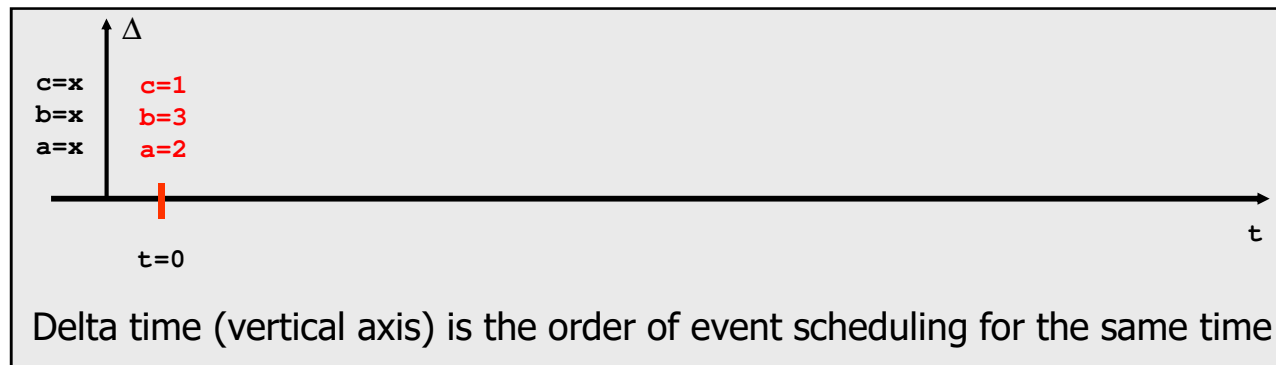 Δ
c=x c=1
b=x b=3
a=x a=2
t
t=0
Delta time (vertical axis) is the order of event scheduling for the same time